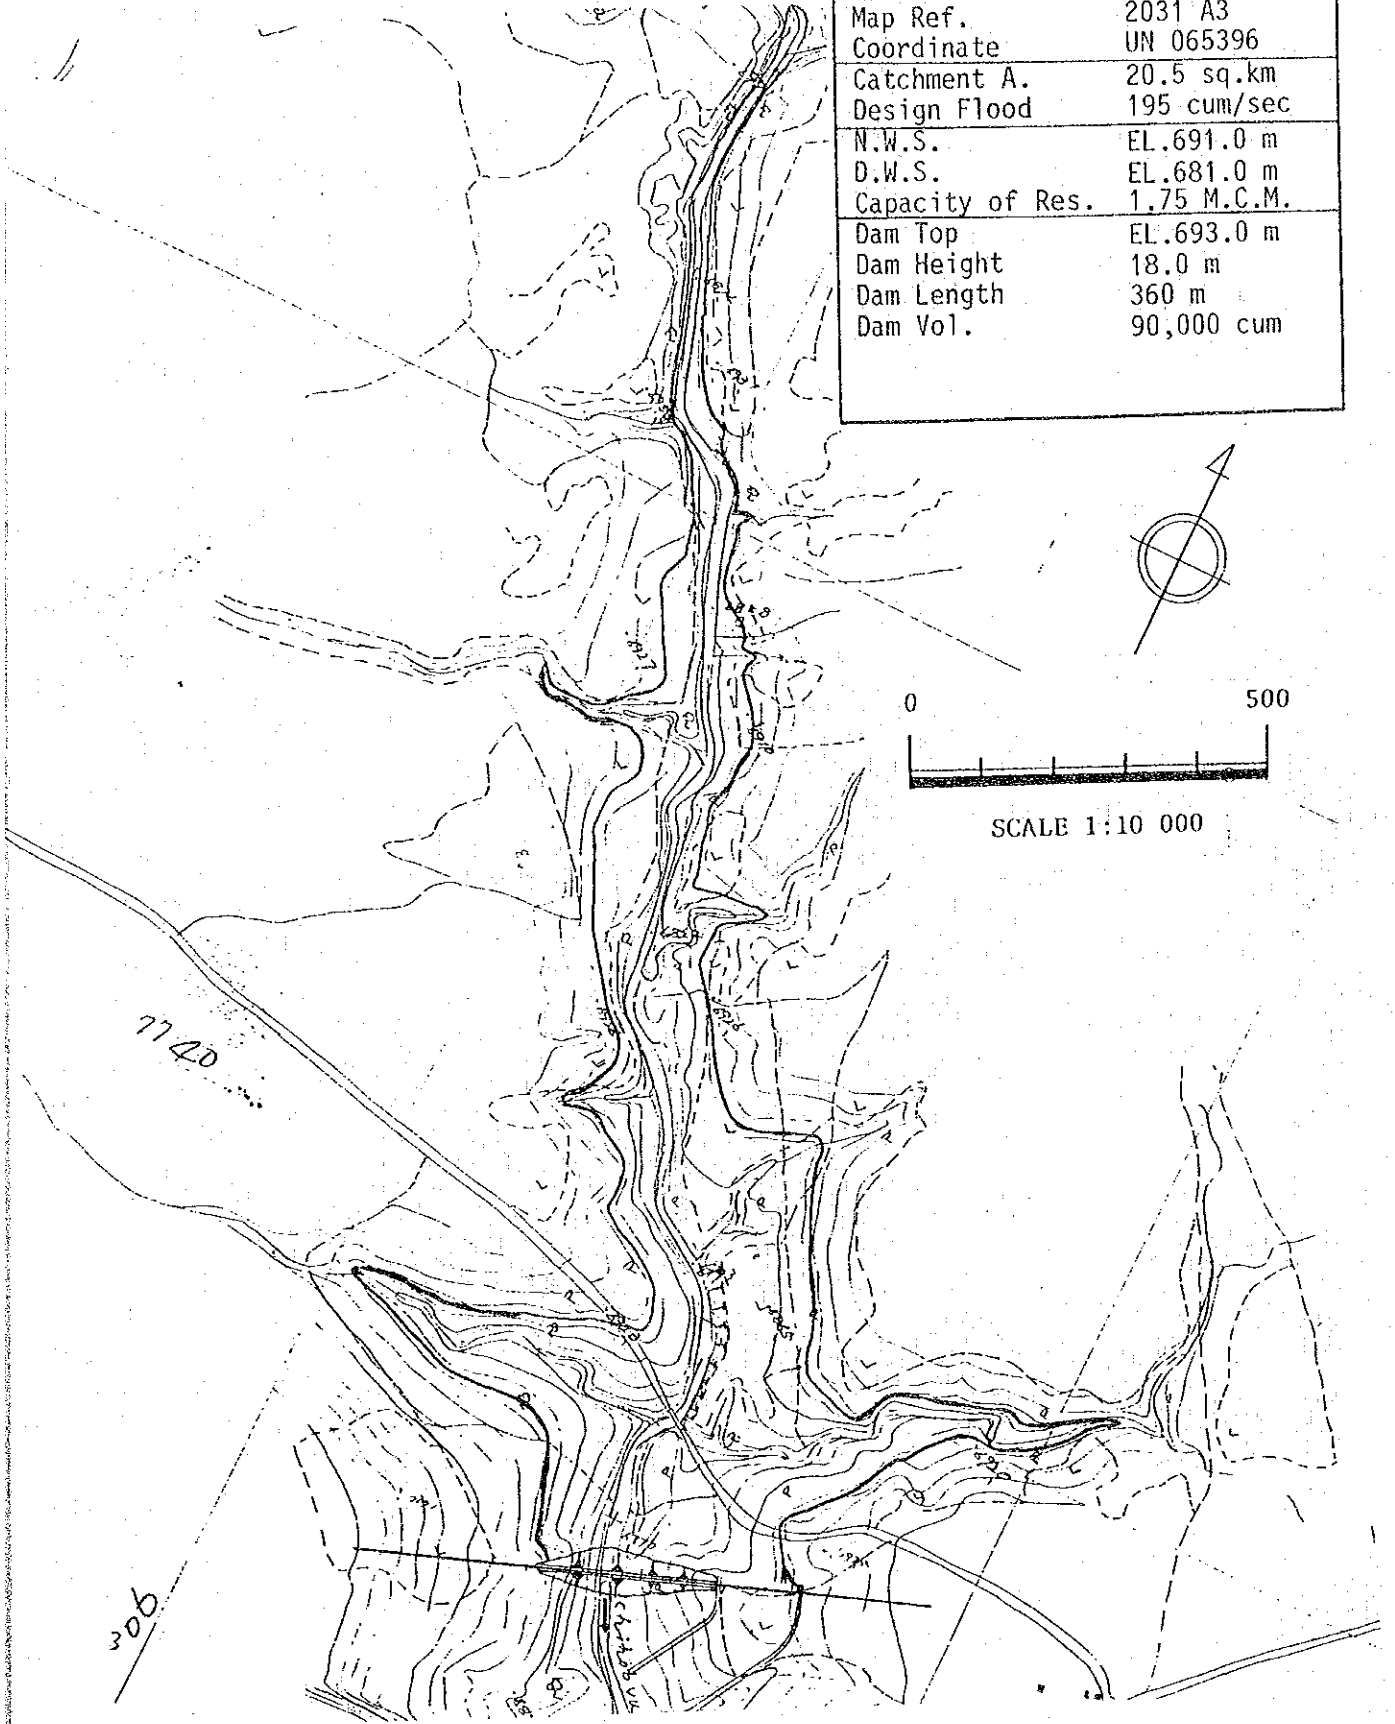 Map Ref. 2031 A3
Coordinate UN 065396
Catchment A. 20.5 sq.km
Design Flood 195 cum/sec
N.W.S. EL.691.0 m
D.W.S. EL.681.0 m
Capacity of Res. 1.75 M.C.M.
Dam Top EL.693.0 m
Dam Height 18.0 m
Dam Length 360 m
Dam Vol. 90,000 cum
0 500
SCALE 1:10 000
7740
306